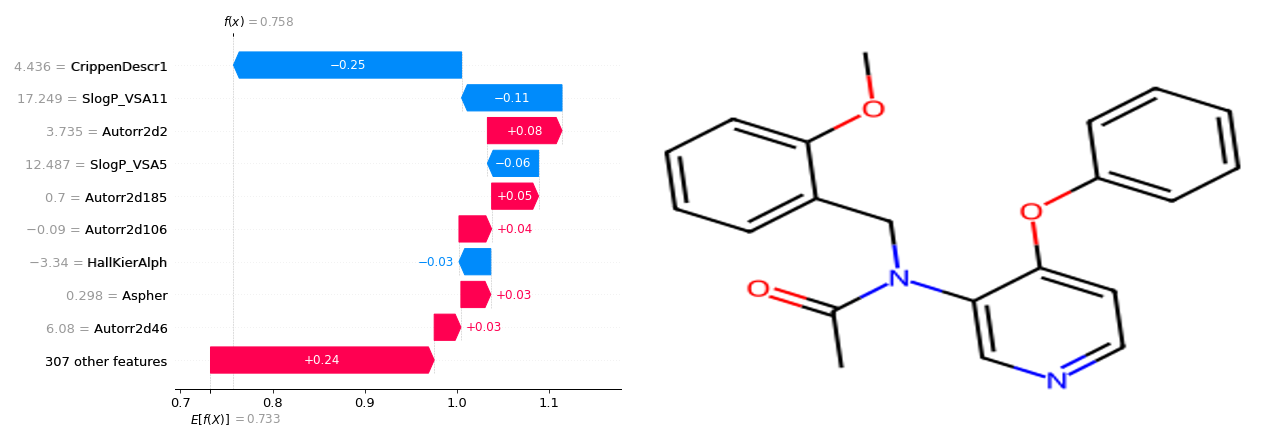 f(x) = 0.758
4.436 = CrippenDescr1
−0.25
17.249 = SlogP_VSA11
−0.11
3.735 = Autorr2d2
+0.08
12.487 = SlogP_VSA5
−0.06
0.7 = Autorr2d185
+0.05
−0.09 = Autorr2d106
+0.04
−3.34 = HallKierAlph
−0.03
0.298 = Aspher
+0.03
6.08 = Autorr2d46
+0.03
307 other features
+0.24
0.7 0.8 0.9 1.0 1.1
E[f(X)] = 0.733
O
O
N
O
N